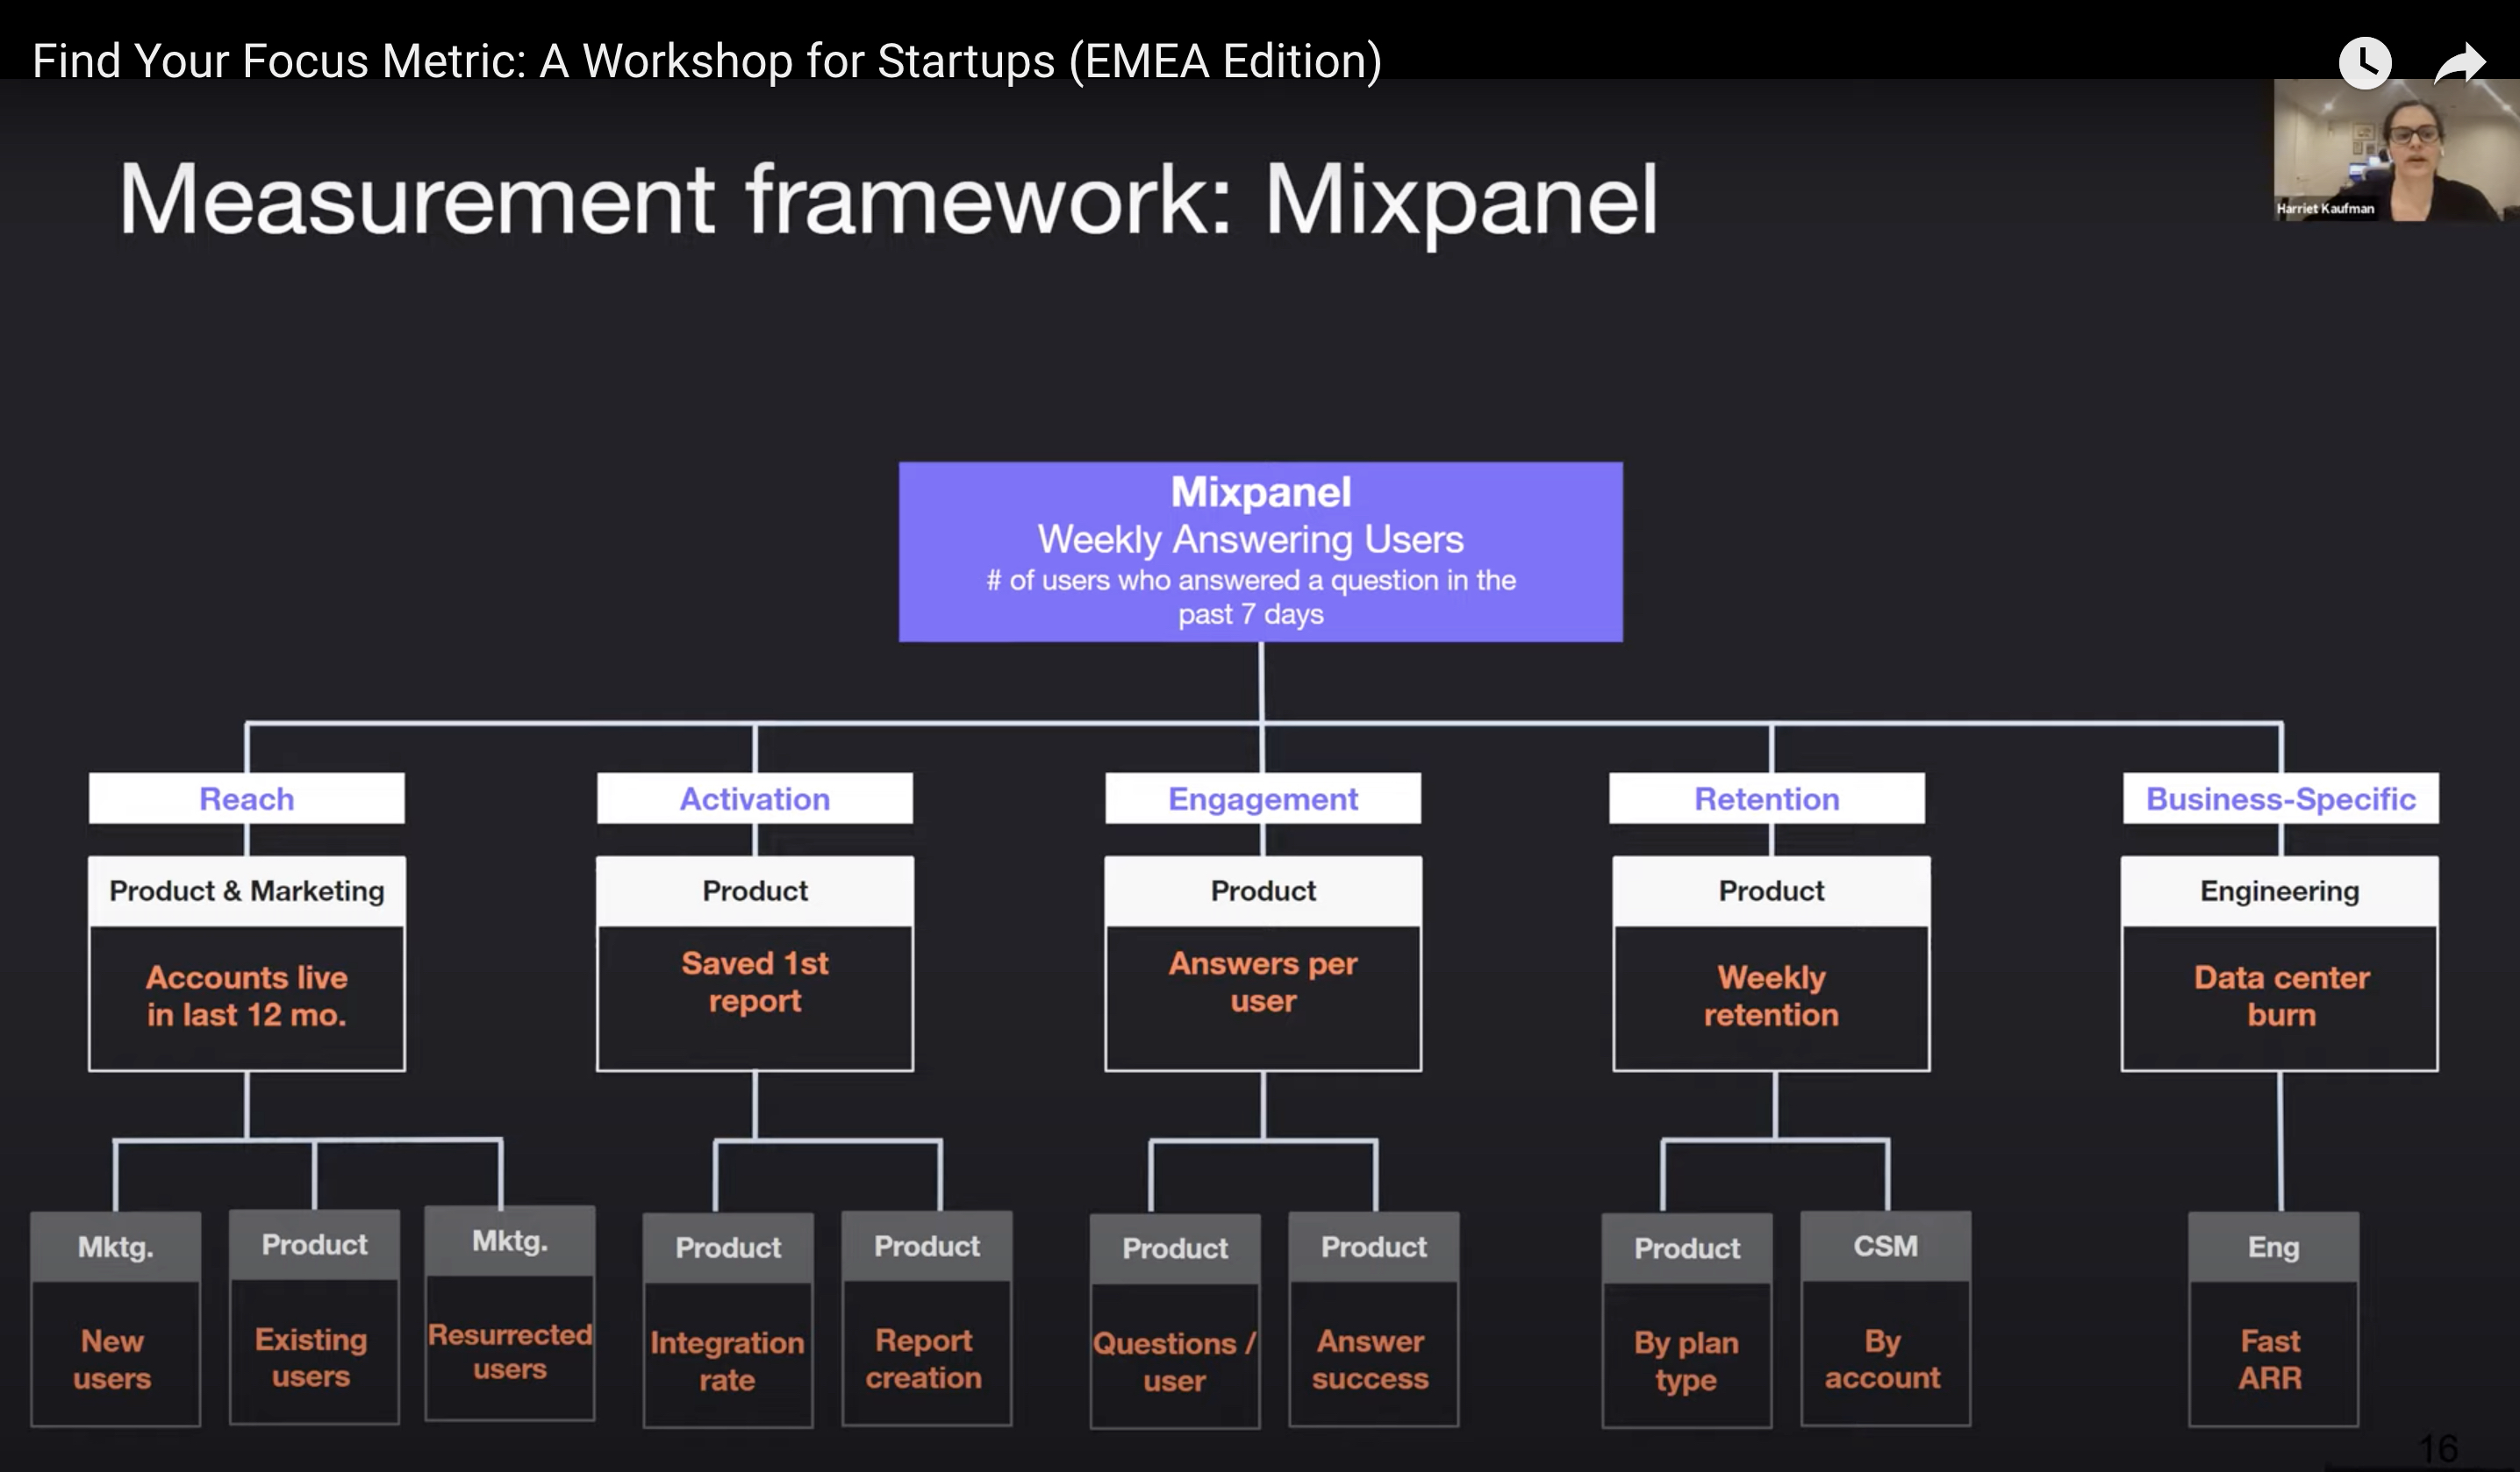 Find Your Focus Metric: A Workshop for Startups (EMEA Edition)
Harriet Kaufman
Measurement framework: Mixpanel
Mixpanel
Weekly Answering Users
# of users who answered a question in the
past 7 days
Reach
Product & Marketing
Accounts live
in last 12 mo.
Mktg.
New
users
Product
Existing
users
Mktg.
Resurrected
users
Activation
Product
Saved 1st
report
Product
Integration
rate
Product
Report
creation
Engagement
Product
Answers per
user
Product
Questions /
user
Product
Answer
success
Retention
Product
Weekly
retention
Product
By plan
type
CSM
By
account
Business-Specific
Engineering
Data center
burn
Eng
Fast
ARR
16